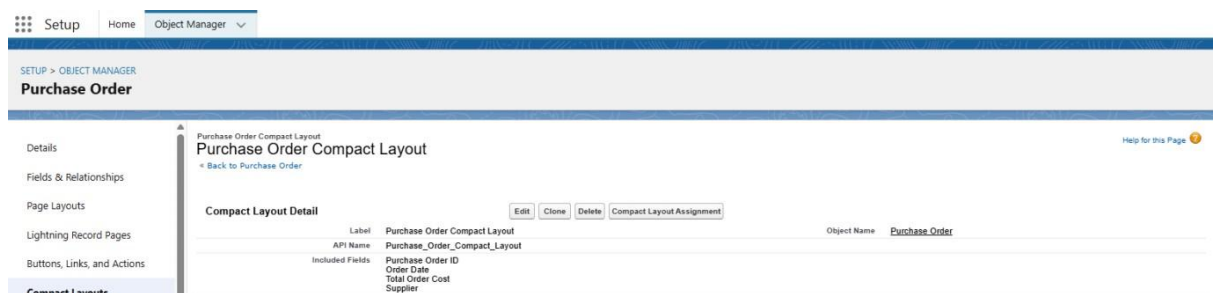 Setup Home Object Manager
SETUP > OBJECT MANAGER
Purchase Order
Details
Fields & Relationships
Page Layouts
Lightning Record Pages
Buttons, Links, and Actions
Compact Layouts
Purchase Order Compact Layout
Purchase Order Compact Layout
« Back to Purchase Order
Help for this Page
Compact Layout Detail Edit Clone Delete Compact Layout Assignment
Label Purchase Order Compact Layout Object Name Purchase Order
API Name Purchase_Order_Compact_Layout
Included Fields Purchase Order ID
Order Date
Total Order Cost
Supplier